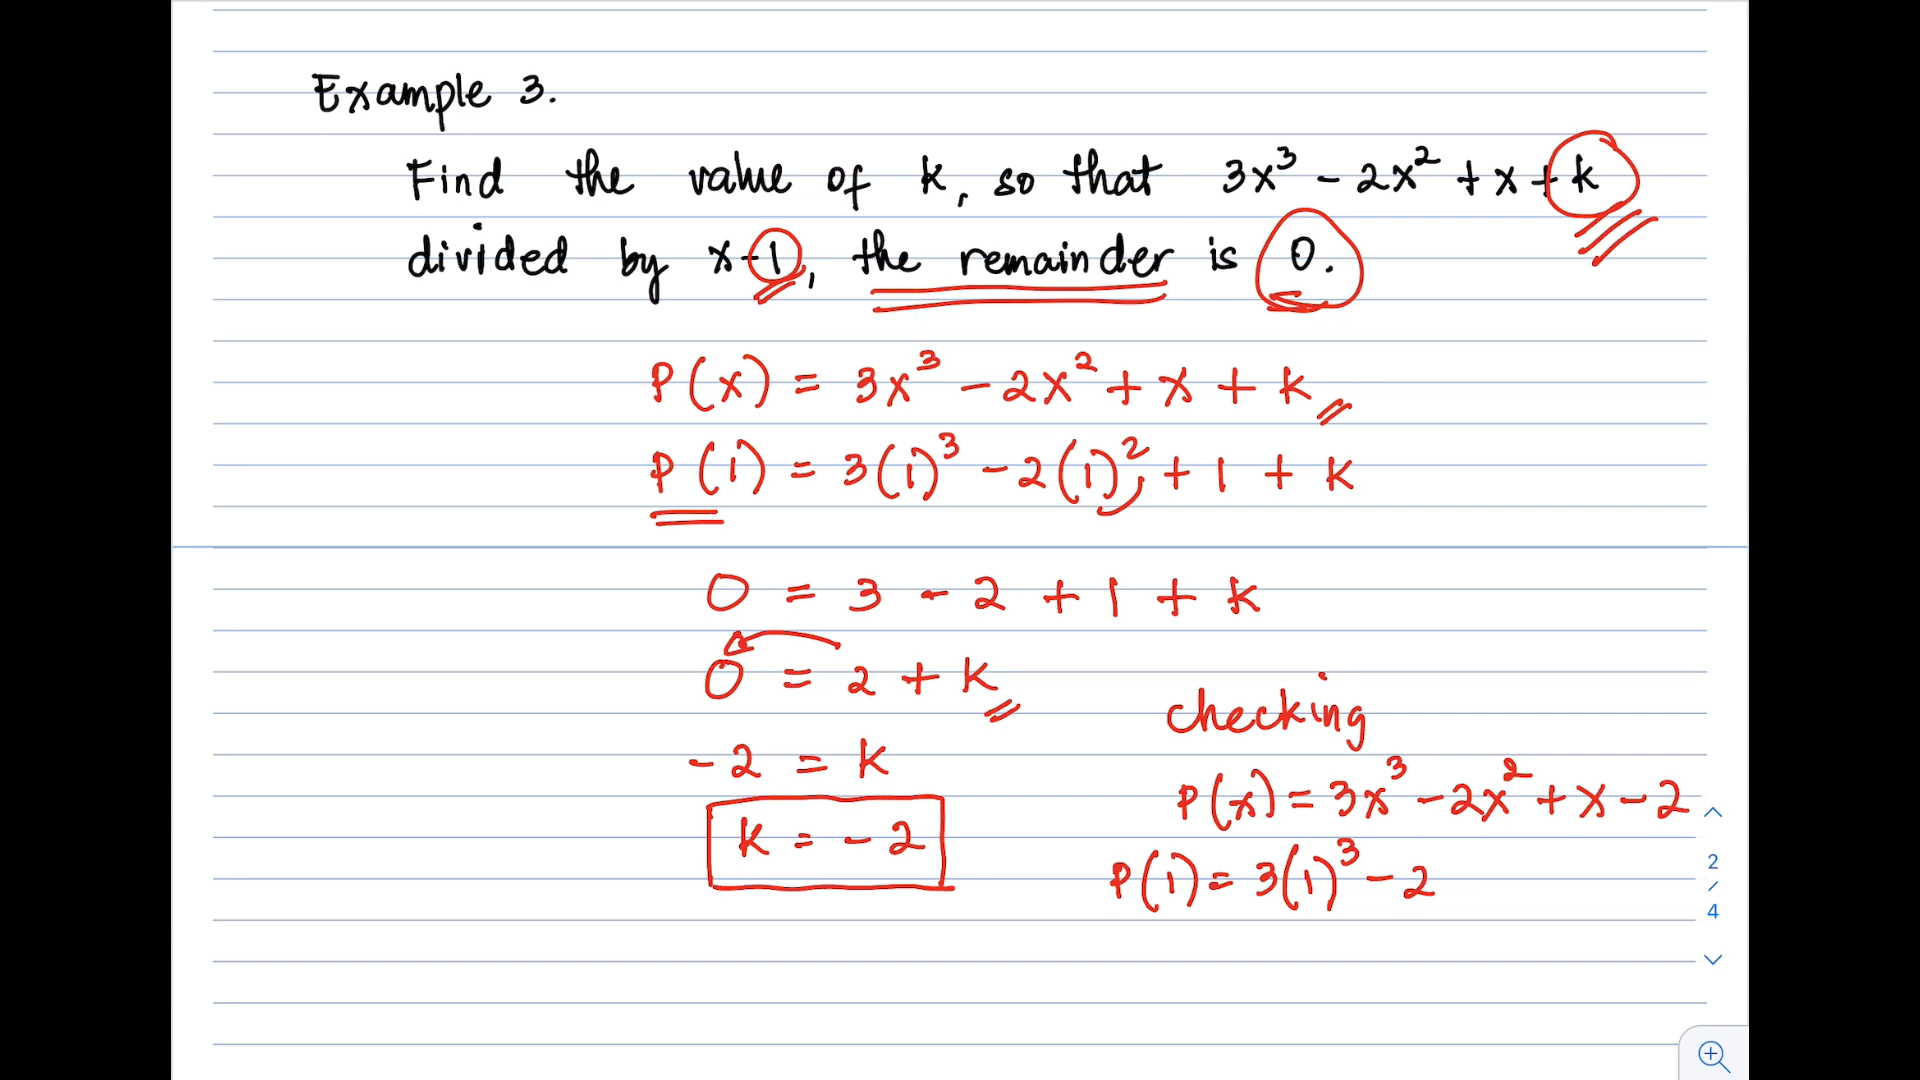 Example 3.
Find the value of k, so that 3x³ - 2x² + x + k
divided by x-1, the remainder is 0.
P(x) = 3x³ - 2x² + x + k
P(1) = 3(1)³ - 2(1)² + 1 + k
0 = 3 - 2 + 1 + k
0 = 2 + k
-2 = k
k = -2
checking
P(x) = 3x³ - 2x² + x - 2
P(1) = 3(1)³ - 2
2
/
4